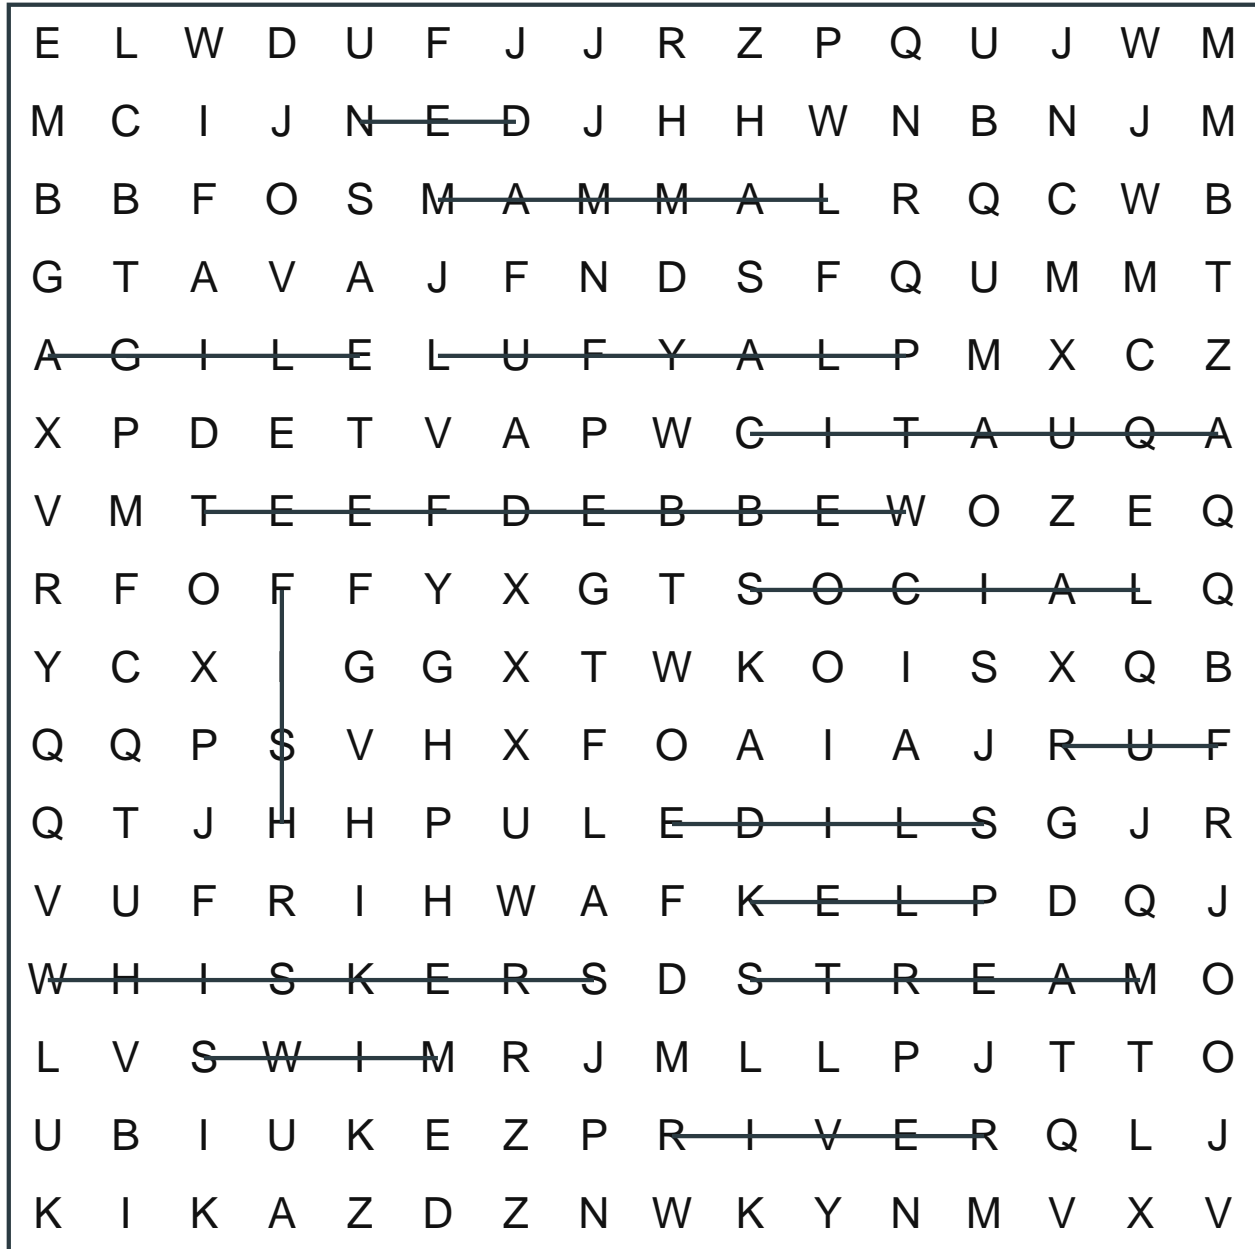 E L W D U F J J R Z P Q U J W M
M C I J N E D J H H W N B N J M
B B F O S M A M M A L R Q C W B
G T A V A J F N D S F Q U M M T
A G I L E L U F Y A L P M X C Z
X P D E T V A P W C I T A U Q A
V M T E E F D E B B E W O Z E Q
R F O F F Y X G T S O C I A L Q
Y C X I G G X T W K O I S X Q B
Q Q P S V H X F O A I A J R U F
Q T J H H P U L E D I L S G J R
V U F R I H W A F K E L P D Q J
W H I S K E R S D S T R E A M O
L V S W I M R J M L L P J T T O
U B I U K E Z P R I V E R Q L J
K I K A Z D Z N W K Y N M V X V